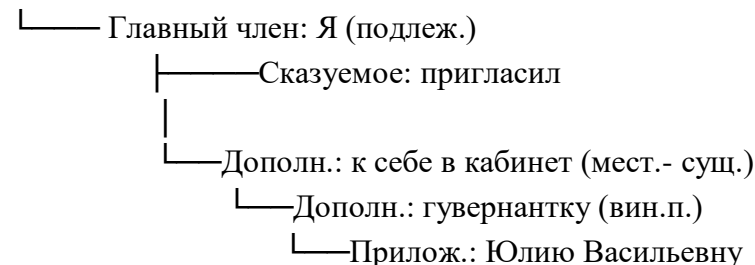 Главный член: Я (подлеж.)
Сказуемое: пригласил
Дополн.: к себе в кабинет (мест.- сущ.)
Дополн.: гувернантку (вин.п.)
Прилож.: Юлию Васильевну